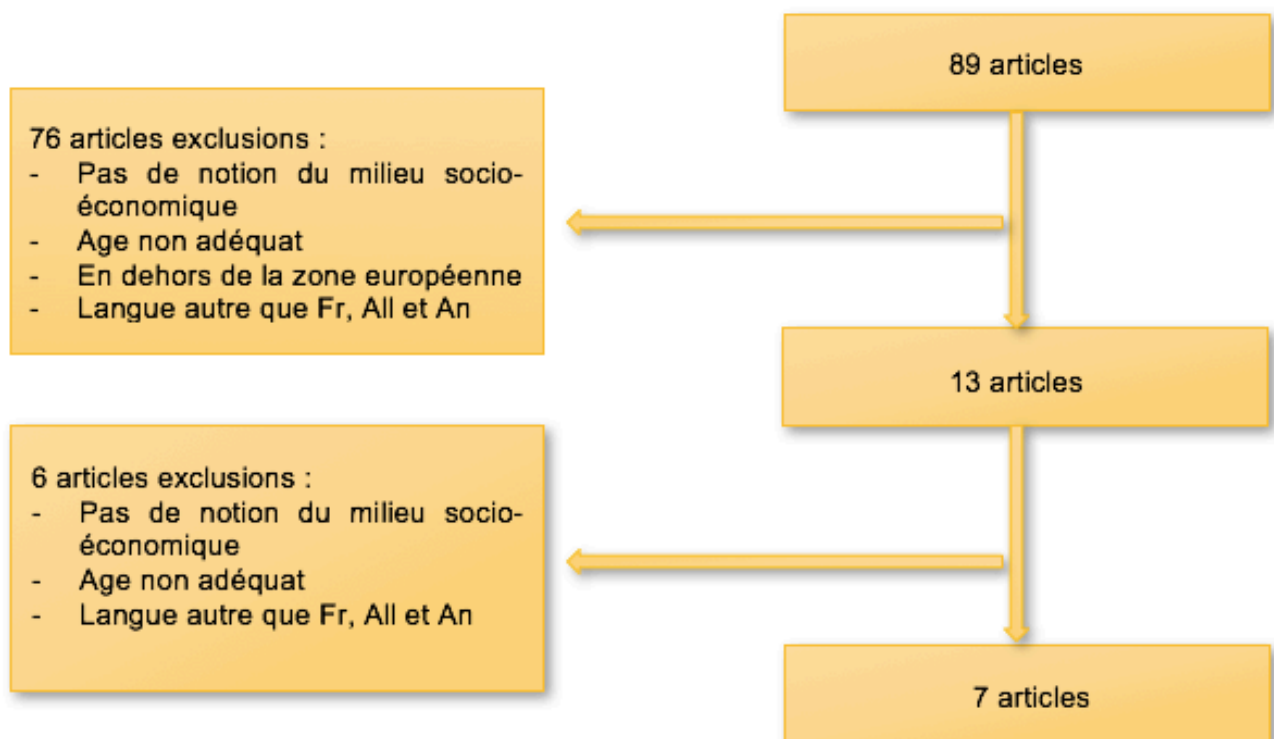 89 articles
76 articles exclusions :
- Pas de notion du milieu socio-
économique
- Age non adéquat
- En dehors de la zone européenne
- Langue autre que Fr, All et An
13 articles
6 articles exclusions :
- Pas de notion du milieu socio-
économique
- Age non adéquat
- Langue autre que Fr, All et An
7 articles